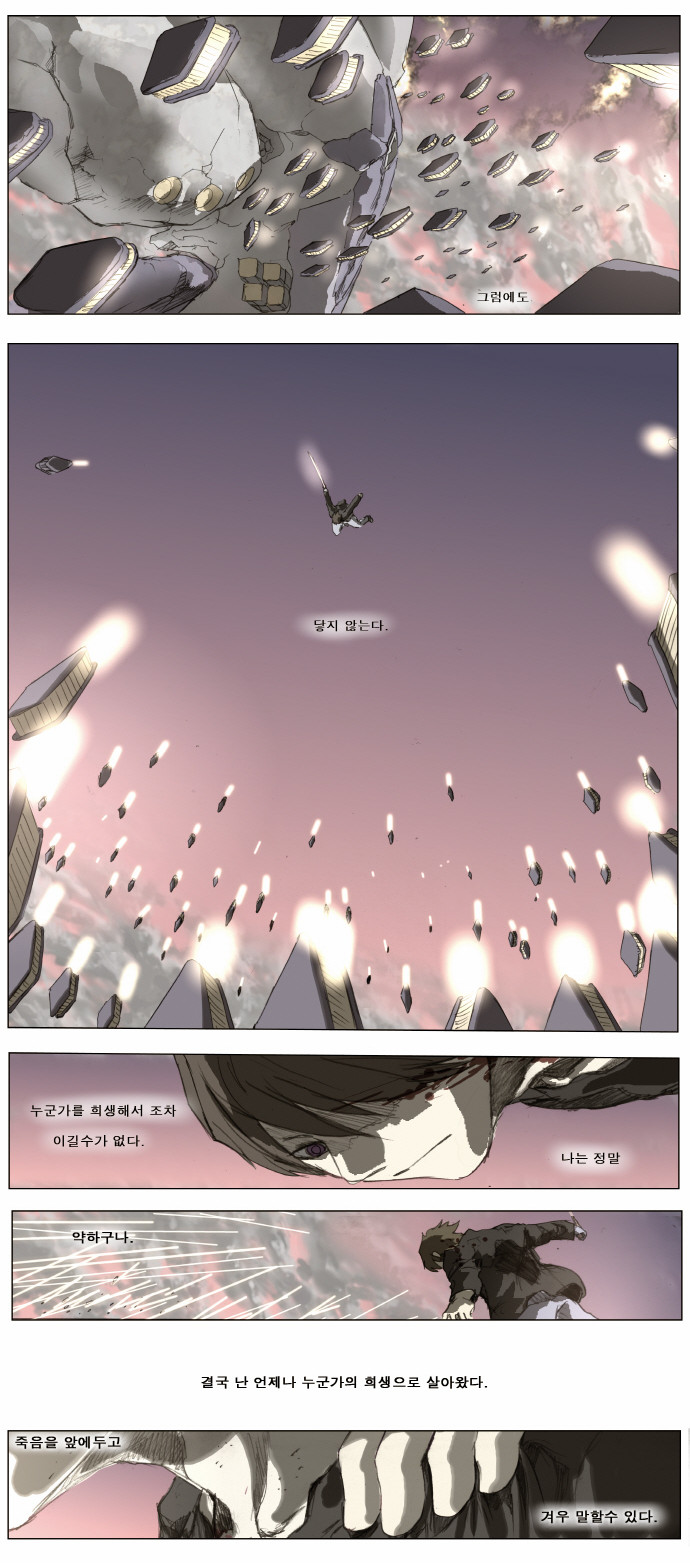 그럼에도
닿지 않는다.
누군가를 희생해서 조차
이길수가 없다.
나는 정말
약하구나.
결국 난 언제나 누군가의 희생으로 살아왔다.
죽음을 앞에두고
겨우 말할수 있다.